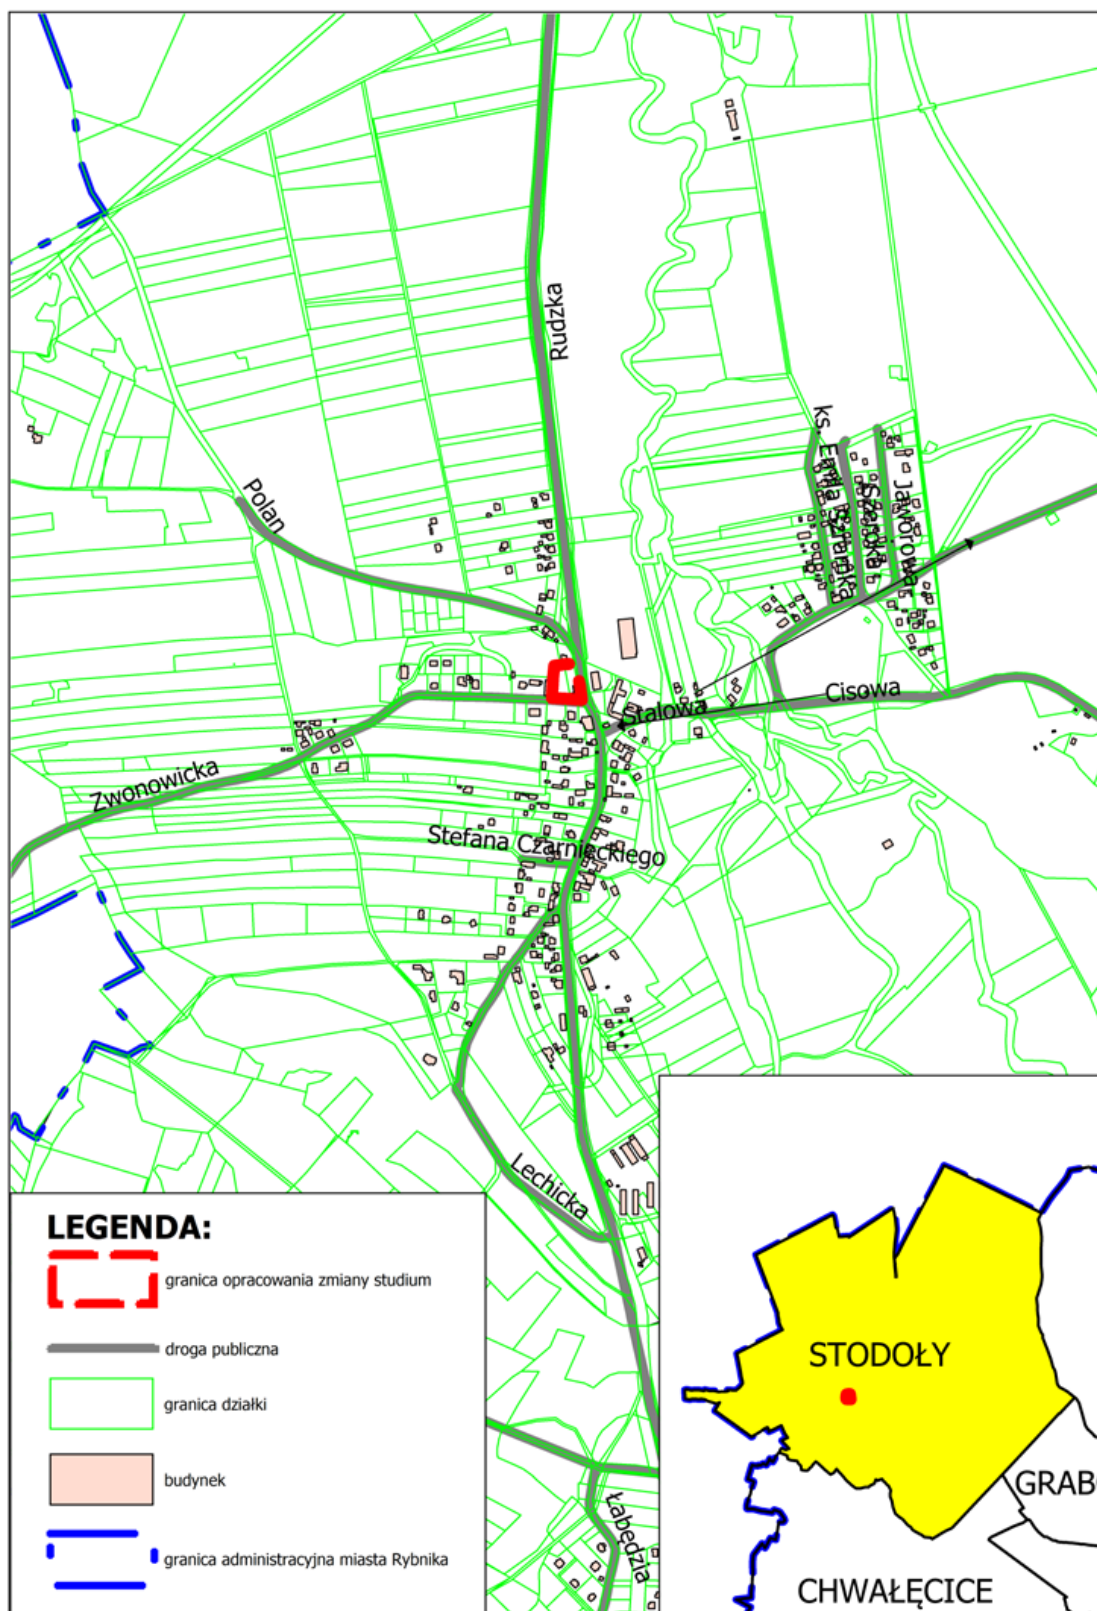 Rudzka
ks. Emila Szramka
Szeroka
Jaworowa
Polan
Cisowa
Stalowa
Zwonowicka
Stefana Czarnieckiego
Lechicka
Łabędzia
LEGENDA:
granica opracowania zmiany studium
droga publiczna
granica działki
budynek
granica administracyjna miasta Rybnika
STODOŁY
GRAB
CHWAŁĘCICE